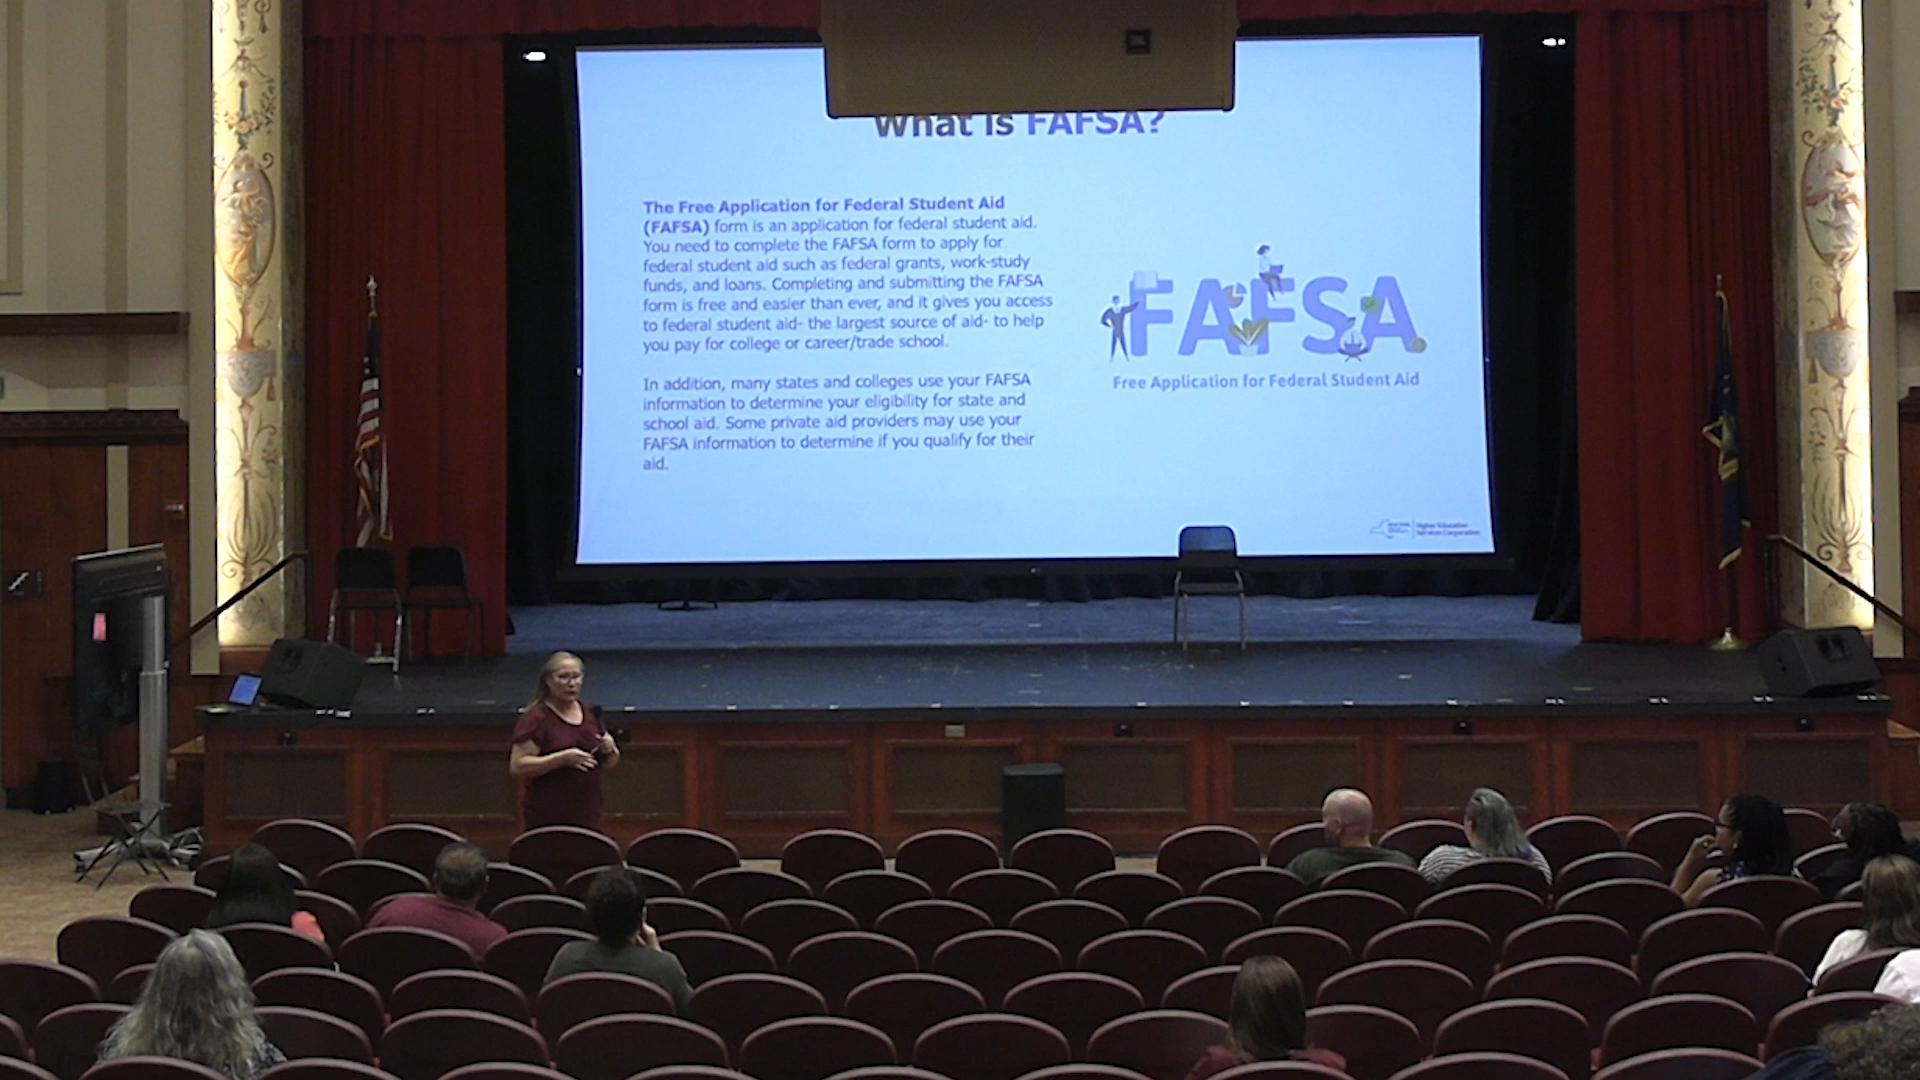 What is FAFSA?
The Free Application for Federal Student Aid
(FAFSA) form is an application for federal student aid.
You need to complete the FAFSA form to apply for
federal student aid such as federal grants, work-study
funds, and loans. Completing and submitting the FAFSA
form is free and easier than ever, and it gives you access
to federal student aid- the largest source of aid- to help
you pay for college or career/trade school.
In addition, many states and colleges use your FAFSA
information to determine your eligibility for state and
school aid. Some private aid providers may use your
FAFSA information to determine if you qualify for their
aid.
FAFSA
Free Application for Federal Student Aid
Higher Education
Services Corporation